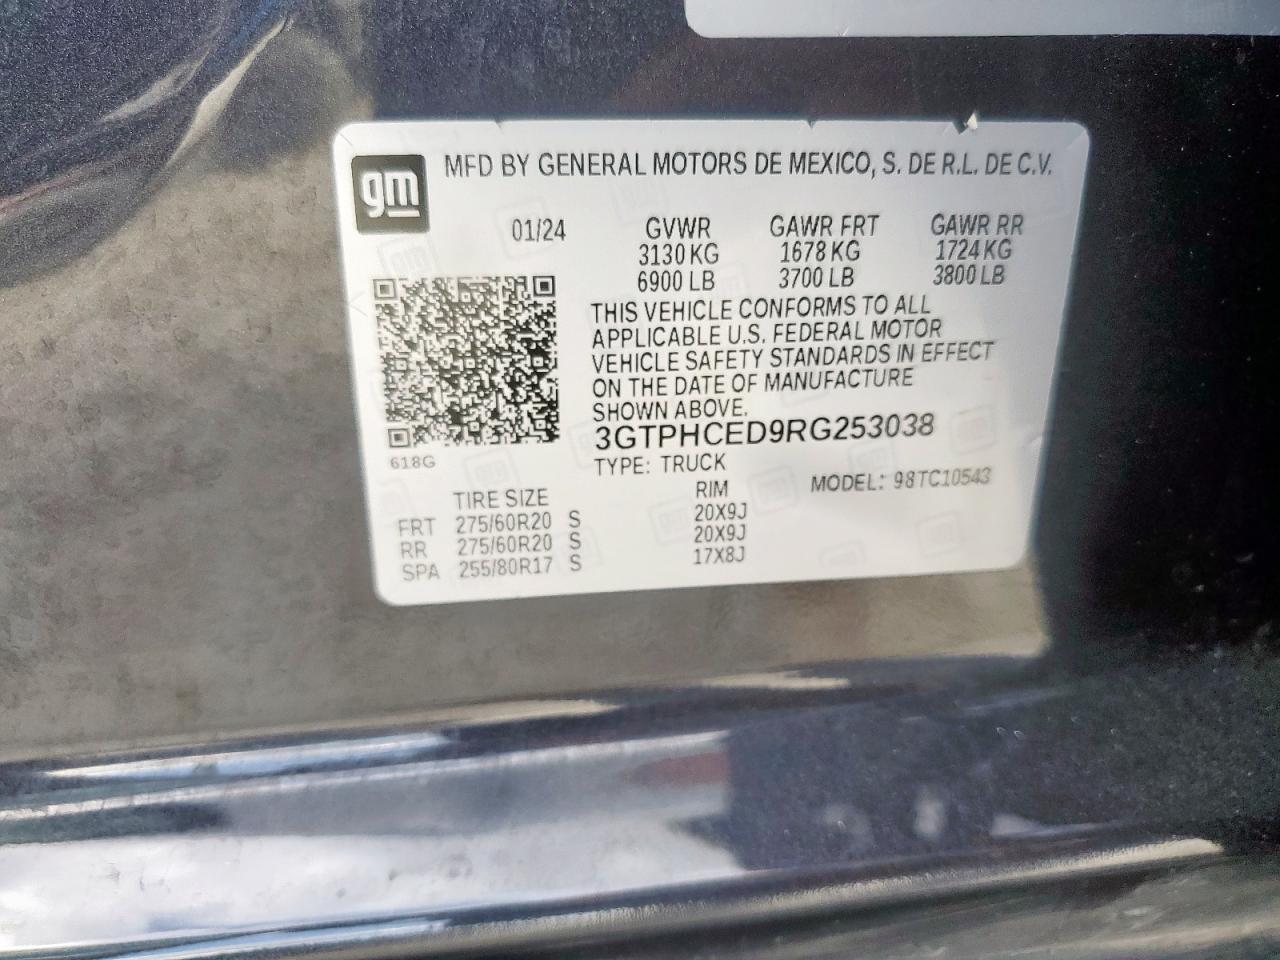 gm
MFD BY GENERAL MOTORS DE MEXICO, S. DE R.L. DE C.V.
01/24 GVWR GAWR FRT GAWR RR
3130 KG 1678 KG 1724 KG
6900 LB 3700 LB 3800 LB
THIS VEHICLE CONFORMS TO ALL
APPLICABLE U.S. FEDERAL MOTOR
VEHICLE SAFETY STANDARDS IN EFFECT
ON THE DATE OF MANUFACTURE
SHOWN ABOVE.
3GTPHCED9RG253038
618G
TYPE: TRUCK
MODEL: 98TC10543
TIRE SIZE RIM
FRT 275/60R20 S 20X9J
RR 275/60R20 S 20X9J
SPA 255/80R17 S 17X8J